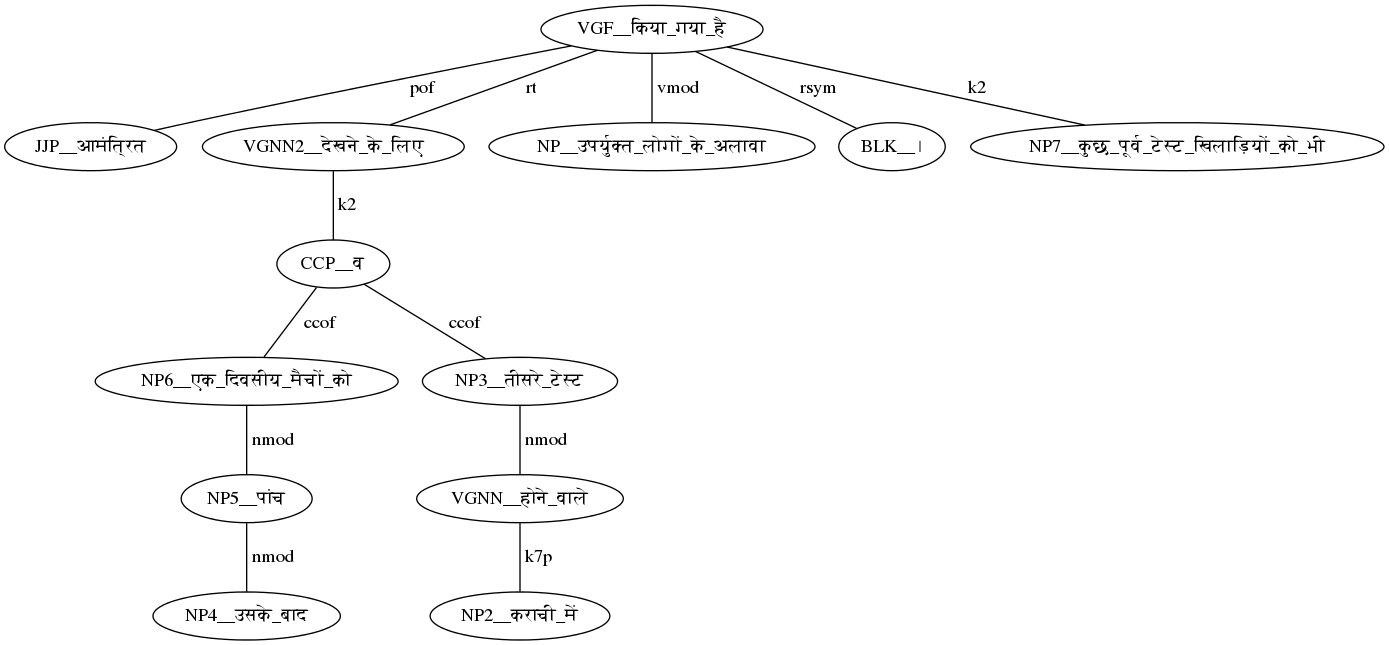 VGF__किया_गया_है
pof
rt
vmod
rsym
k2
JJP__आमंत्रित
VGNN2__देखने_के_लिए
NP__उपर्युक्त_लोगों_के_अलावा
BLK__।
NP7__कुछ_पूर्व_टेस्ट_खिलाड़ियों_को_भी
k2
CCP__व
ccof
ccof
NP6__एक_दिवसीय_मैचों_को
NP3__तीसरे_टेस्ट
nmod
nmod
NP5__पांच
VGNN__होने_वाले
nmod
k7p
NP4__उसके_बाद
NP2__कराची_में